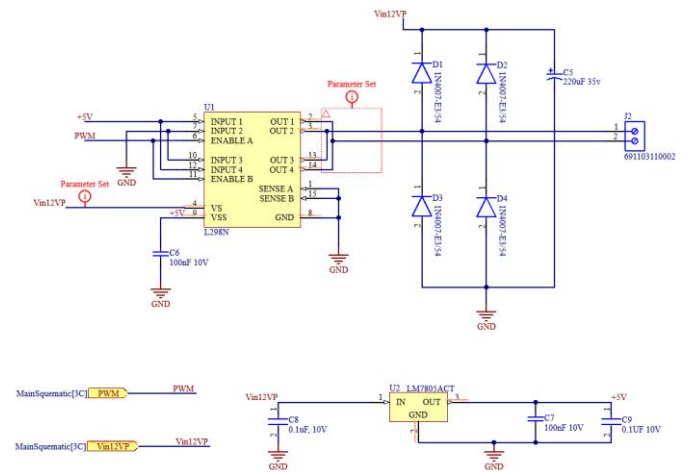 Vin12VP
D1
1N4007-E3/54
D2
1N4007-E3/54
C5
220uF 35v
Parameter Set
U1
+5V
5 INPUT 1 OUT 1 2
7 INPUT 2 OUT 2 3
PWM
6 ENABLE A
J2
1
2
691103110002
10 INPUT 3 OUT 3 13
12 INPUT 4 OUT 4 14
11 ENABLE B
GND
SENSE A 1
SENSE B 15
Parameter Set
Vin12VP
4 VS
+5V 9 VSS GND 8
L298N
D3
1N4007-E3/54
D4
1N4007-E3/54
C6
100nF 10V
GND
GND
GND
MainSquematic[3C] PWM PWM
MainSquematic[3C] Vin12VP Vin12VP
Vin12VP
U2 LM7805ACT
1 IN OUT 3
GND
2
+5V
C8
0.1uF, 10V
C7
100nF 10V
C9
0.1UF 10V
GND
GND